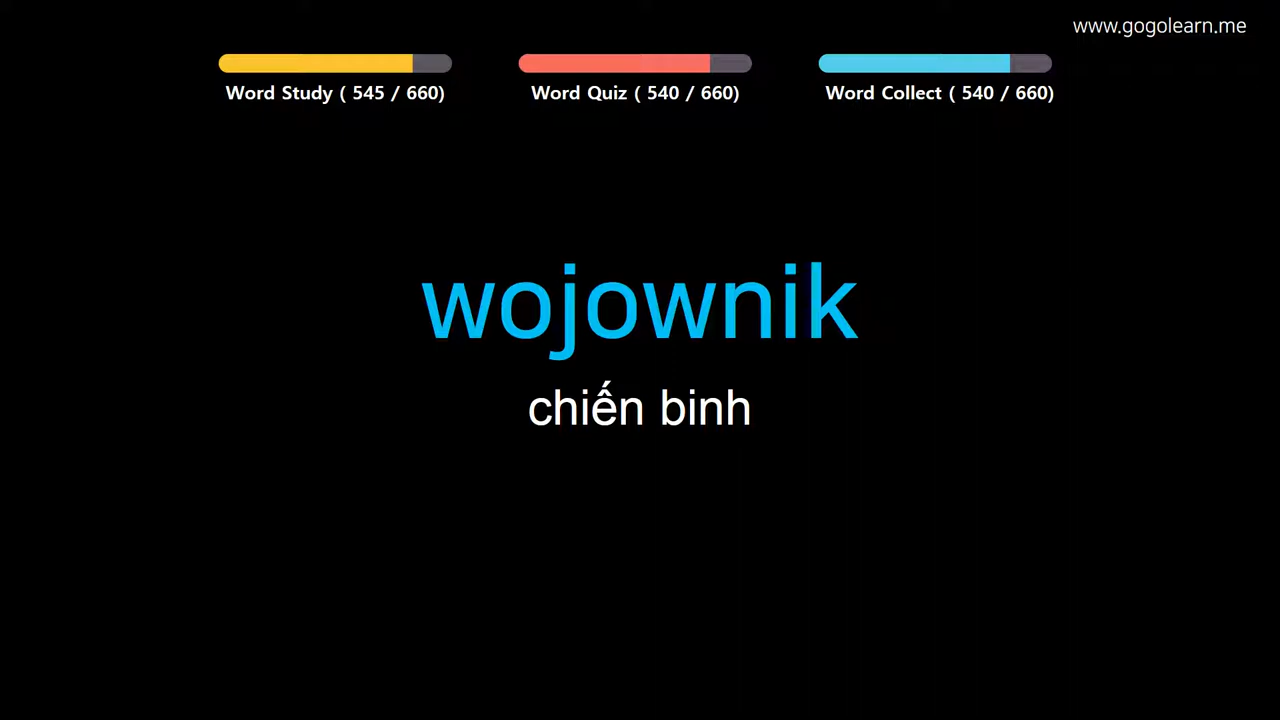 www.gogolearn.me
Word Study ( 545 / 660)
Word Quiz ( 540 / 660)
Word Collect ( 540 / 660)
wojownik
chiến binh